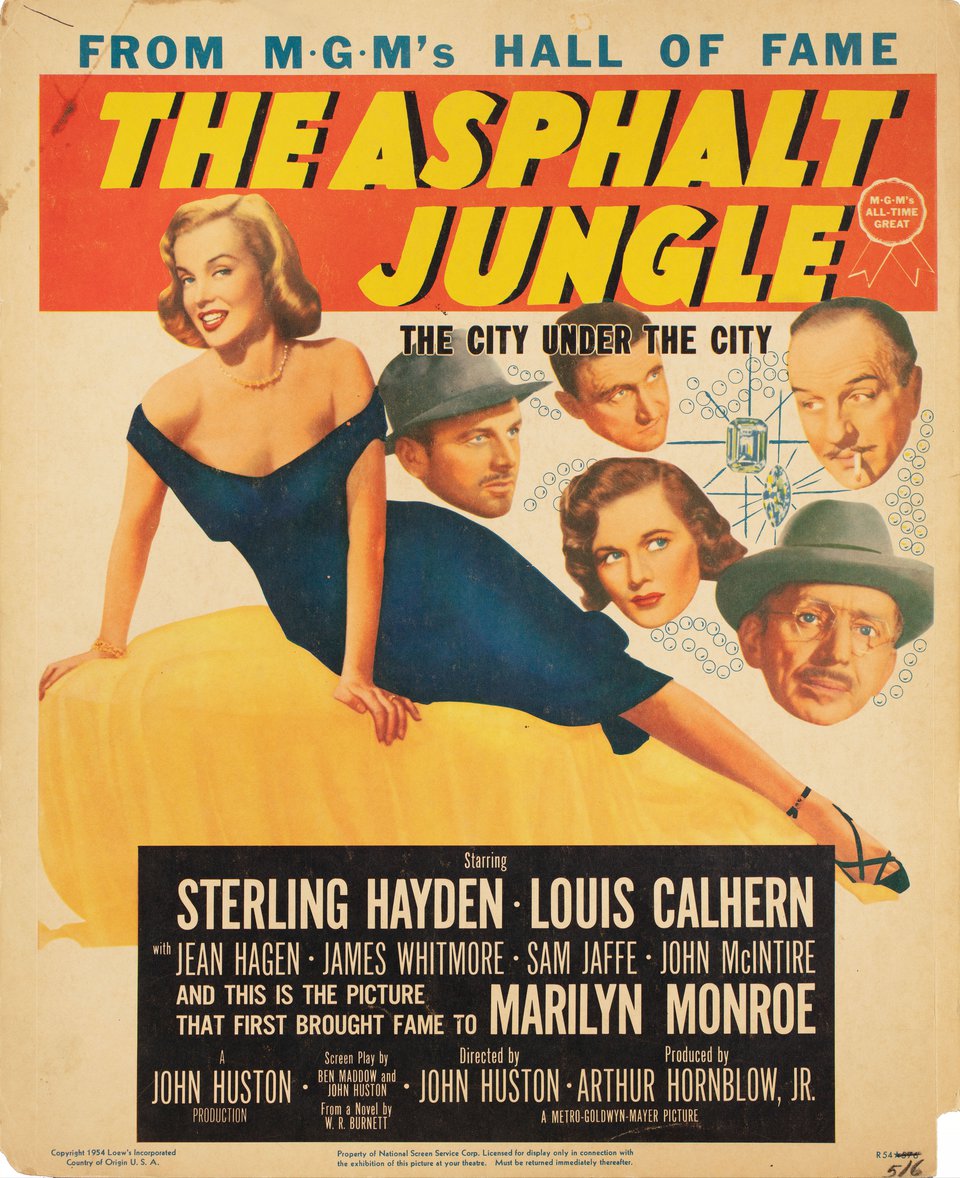 FROM M·G·M's HALL OF FAME
THE ASPHALT
JUNGLE
M·G·M's
ALL-TIME
GREAT
THE CITY UNDER THE CITY
Starring
STERLING HAYDEN · LOUIS CALHERN
with JEAN HAGEN · JAMES WHITMORE · SAM JAFFE · JOHN McINTIRE
AND THIS IS THE PICTURE
THAT FIRST BROUGHT FAME TO MARILYN MONROE
A
JOHN HUSTON
PRODUCTION
·
Screen Play by
BEN MADDOW and
JOHN HUSTON
From a Novel by
W. R. BURNETT
·
Directed by
JOHN HUSTON
·
Produced by
ARTHUR HORNBLOW, JR.
A METRO-GOLDWYN-MAYER PICTURE
Copyright 1954 Loew's Incorporated
Country of Origin U. S. A.
Property of National Screen Service Corp. Licensed for display only in connection with
the exhibition of this picture at your theatre. Must be returned immediately thereafter.
R54
516